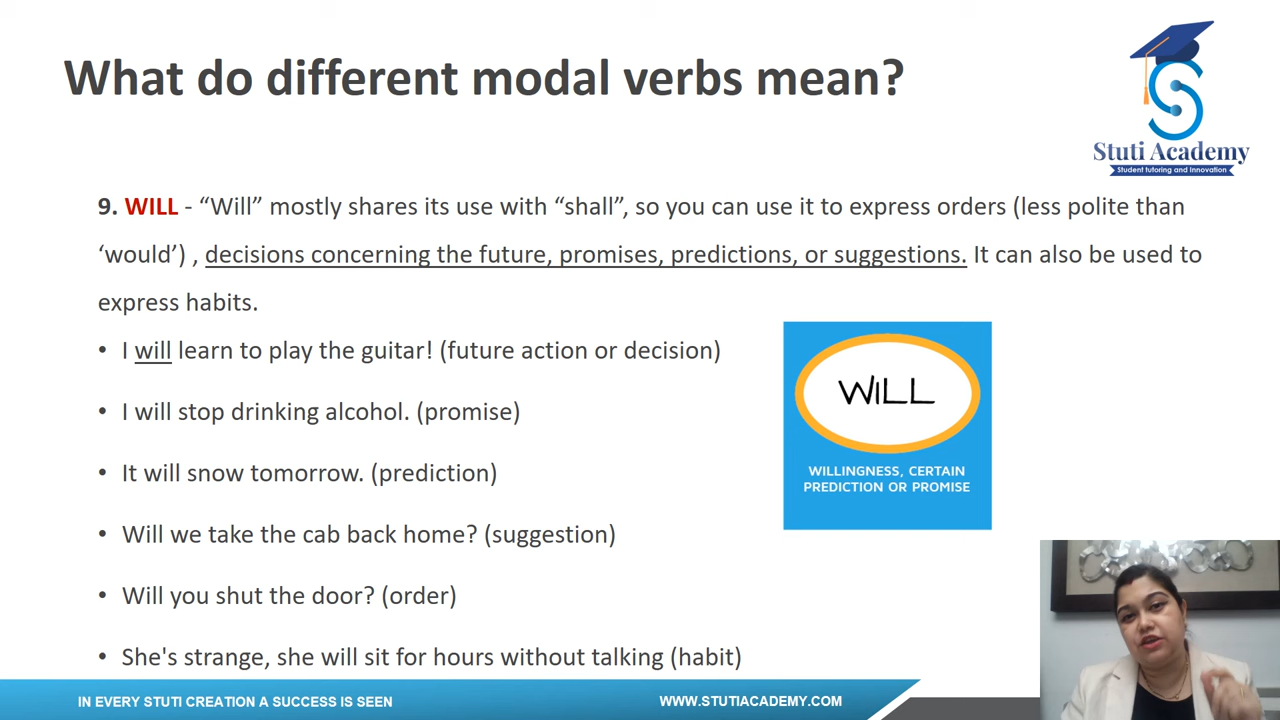 What do different modal verbs mean?
Stuti Academy
Student tutoring and Innovation
9. WILL - “Will” mostly shares its use with “shall”, so you can use it to express orders (less polite than
‘would’) , decisions concerning the future, promises, predictions, or suggestions. It can also be used to
express habits.
• I will learn to play the guitar! (future action or decision)
• I will stop drinking alcohol. (promise)
• It will snow tomorrow. (prediction)
• Will we take the cab back home? (suggestion)
• Will you shut the door? (order)
• She's strange, she will sit for hours without talking (habit)
WILL
WILLINGNESS, CERTAIN
PREDICTION OR PROMISE
IN EVERY STUTI CREATION A SUCCESS IS SEEN
WWW.STUTIACADEMY.COM